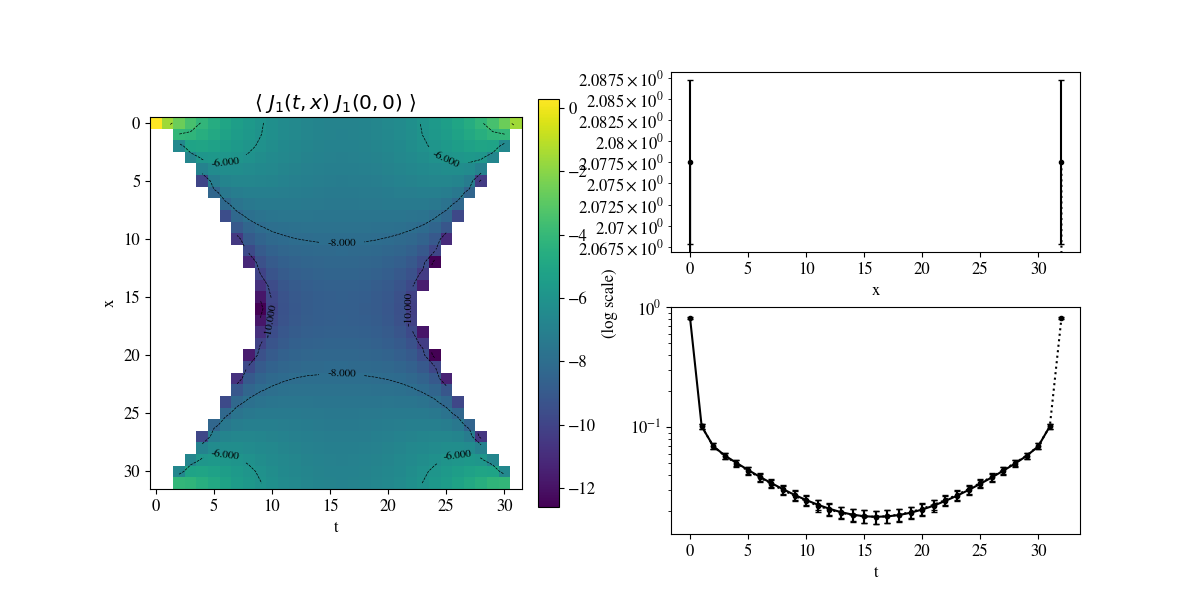 ⟨ J₁(t, x) J₁(0, 0) ⟩
0
5
10
15
20
25
30
x
0 5 10 15 20 25 30
t
-6.000
-6.000
-8.000
-10.000
-10.000
-8.000
-6.000
-6.000
0
−2
−4
−6
−8
−10
−12
(log scale)
2.0875 × 10⁰
2.085 × 10⁰
2.0825 × 10⁰
2.08 × 10⁰
2.0775 × 10⁰
2.075 × 10⁰
2.0725 × 10⁰
2.07 × 10⁰
2.0675 × 10⁰
0 5 10 15 20 25 30
x
10⁰
10⁻¹
0 5 10 15 20 25 30
t